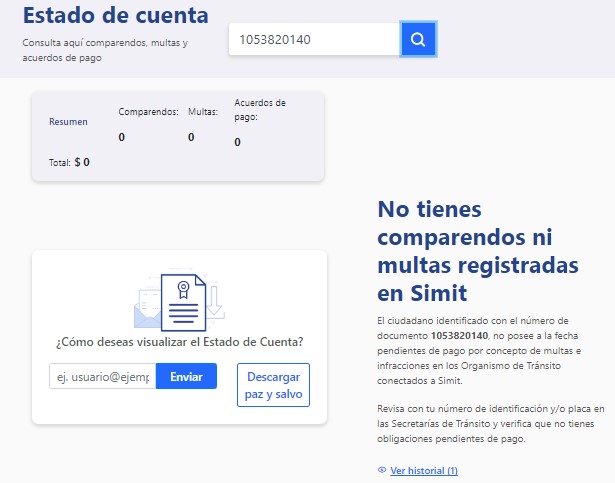 Estado de cuenta
Consulta aquí comparendos, multas y
acuerdos de pago
1053820140
Resumen
Comparendos:
0
Multas:
0
Acuerdos de
pago:
0
Total: $ 0
No tienes
comparendos ni
multas registradas
en Simit
El ciudadano identificado con el número de
documento 1053820140, no posee a la fecha
pendientes de pago por concepto de multas e
infracciones en los Organismo de Tránsito
conectados a Simit.
Revisa con tu número de identificación y/o placa en
las Secretarías de Tránsito y verifica que no tienes
obligaciones pendientes de pago.
Ver historial (1)
¿Cómo deseas visualizar el Estado de Cuenta?
ej. usuario@ejemp
Enviar
Descargar
paz y salvo